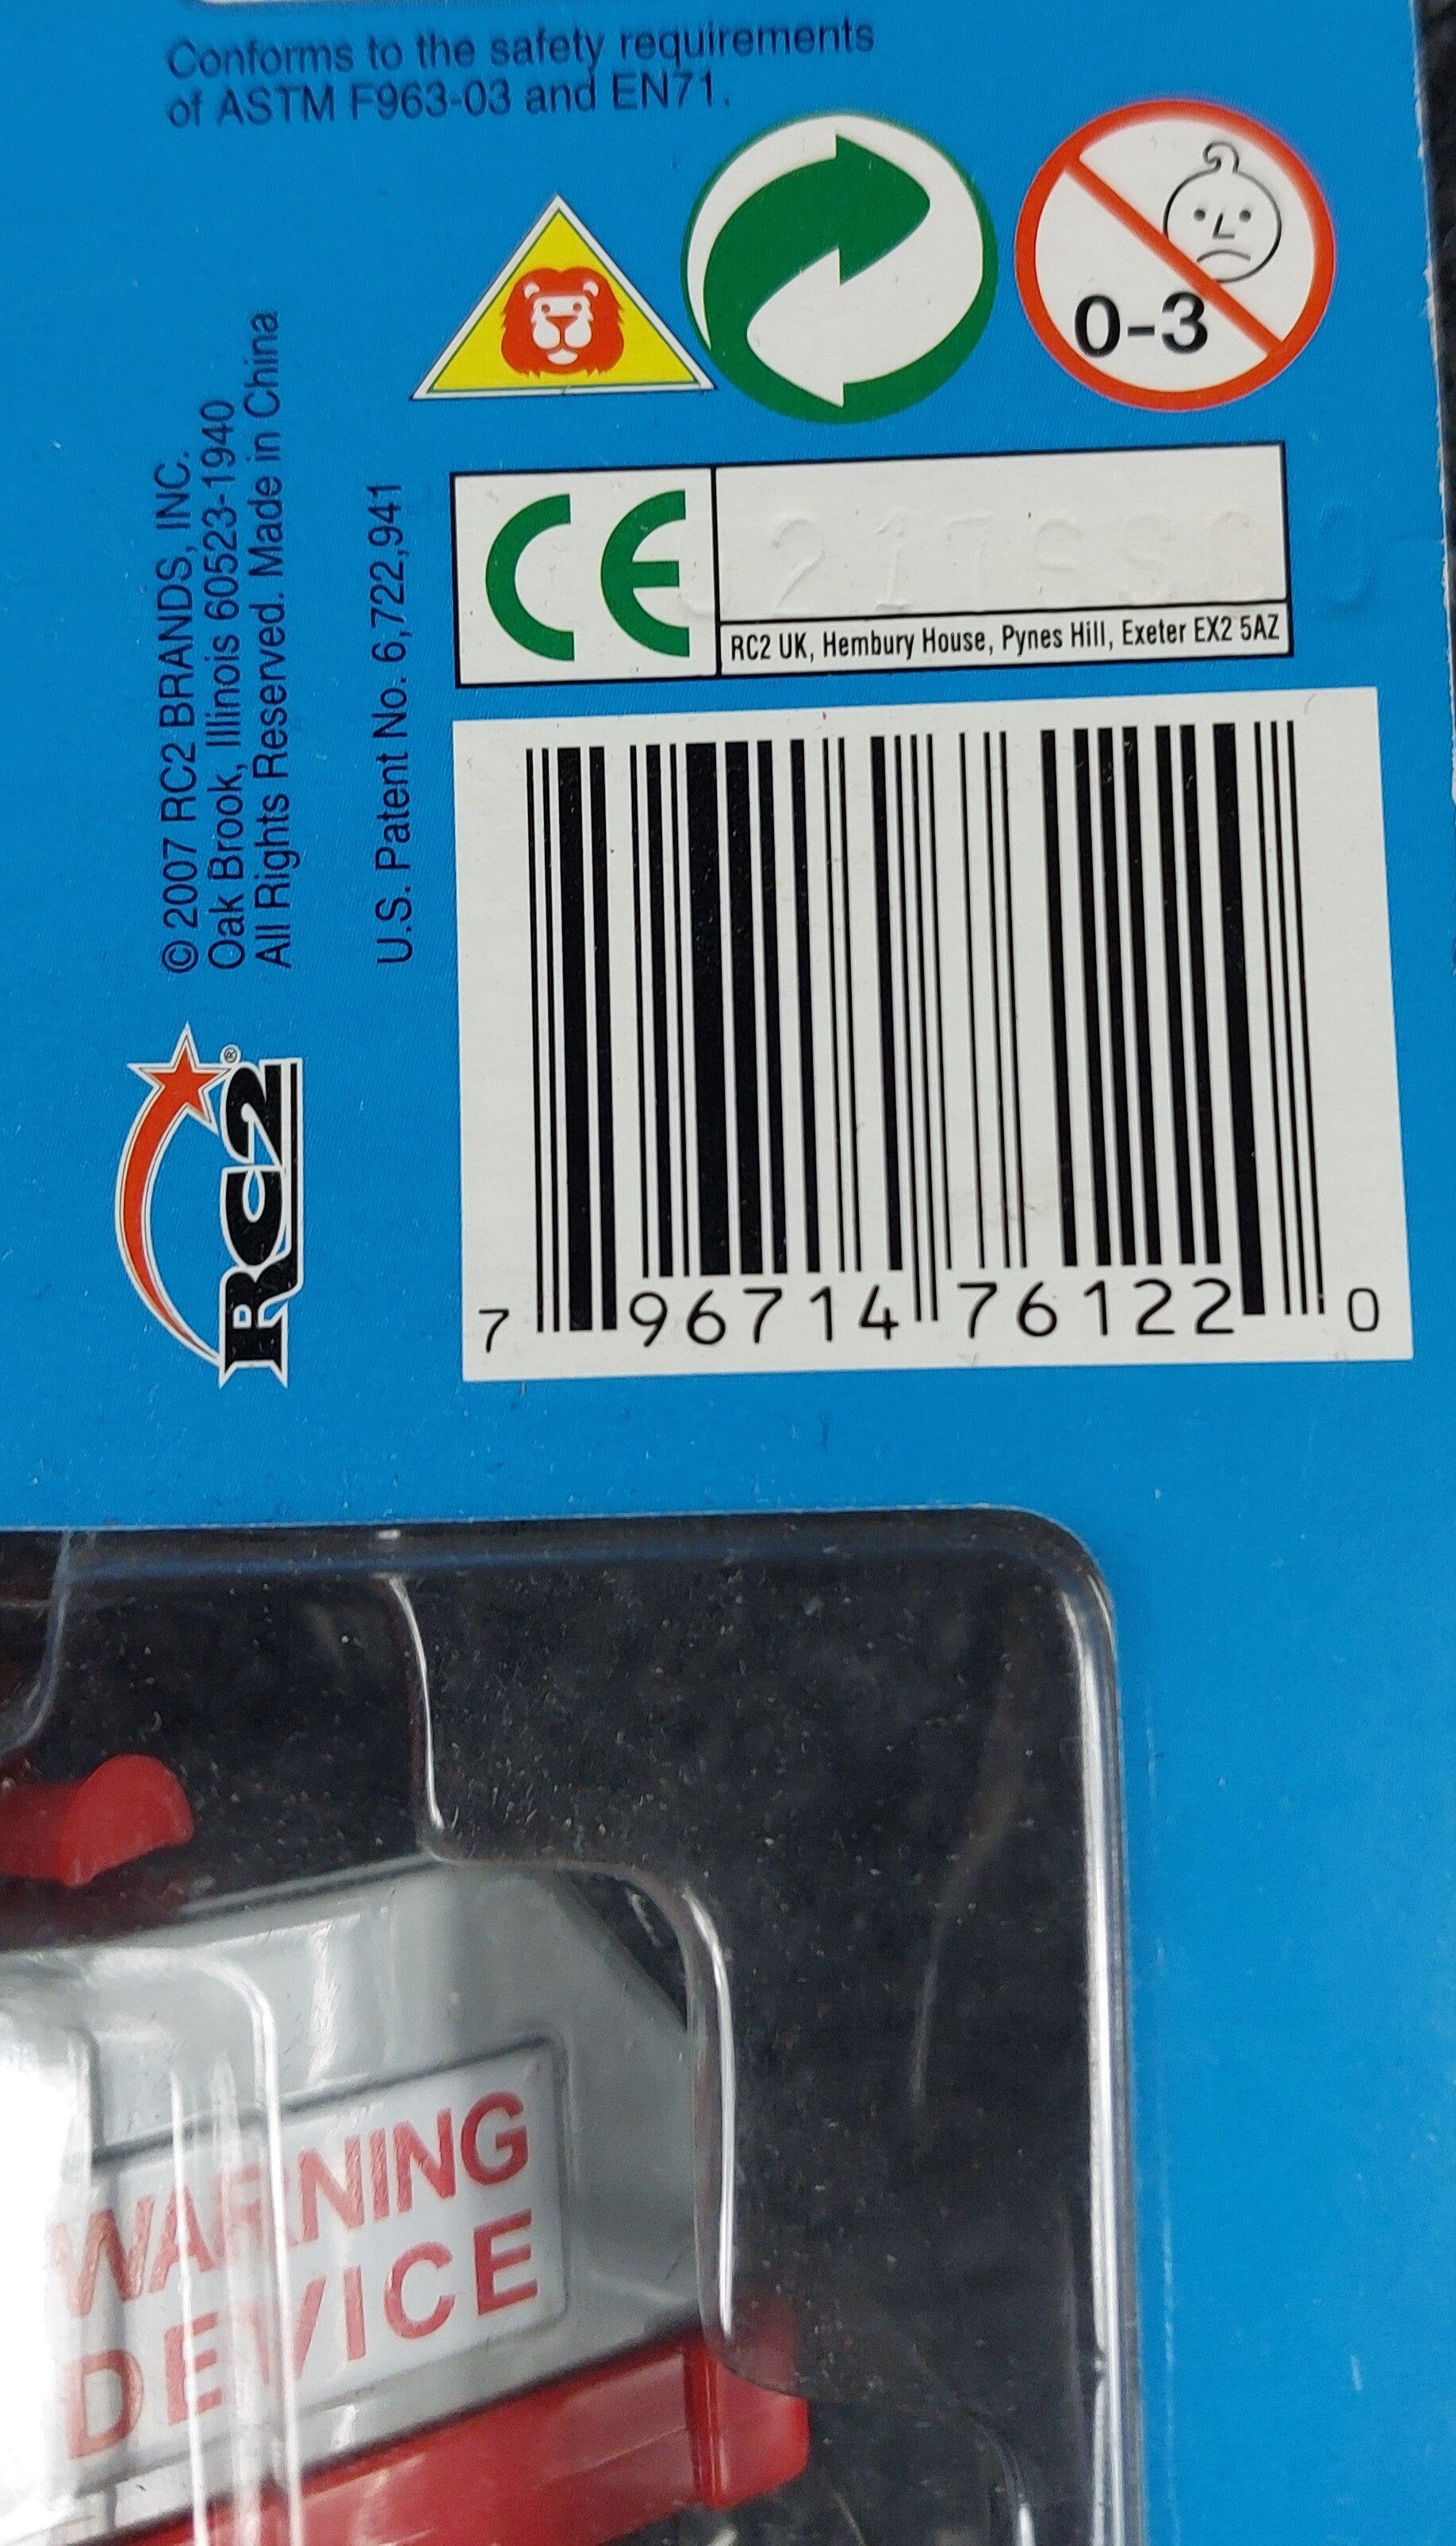 Conforms to the safety requirements
of ASTM F963-03 and EN71.
0-3
© 2007 RC2 BRANDS, INC.
Oak Brook, Illinois 60523-1940
All Rights Reserved. Made in China
U.S. Patent No. 6,722,941
CE
RC2 UK, Hembury House, Pynes Hill, Exeter EX2 5AZ
RC2®
7 96714 76122 0
WARNING
DEVICE